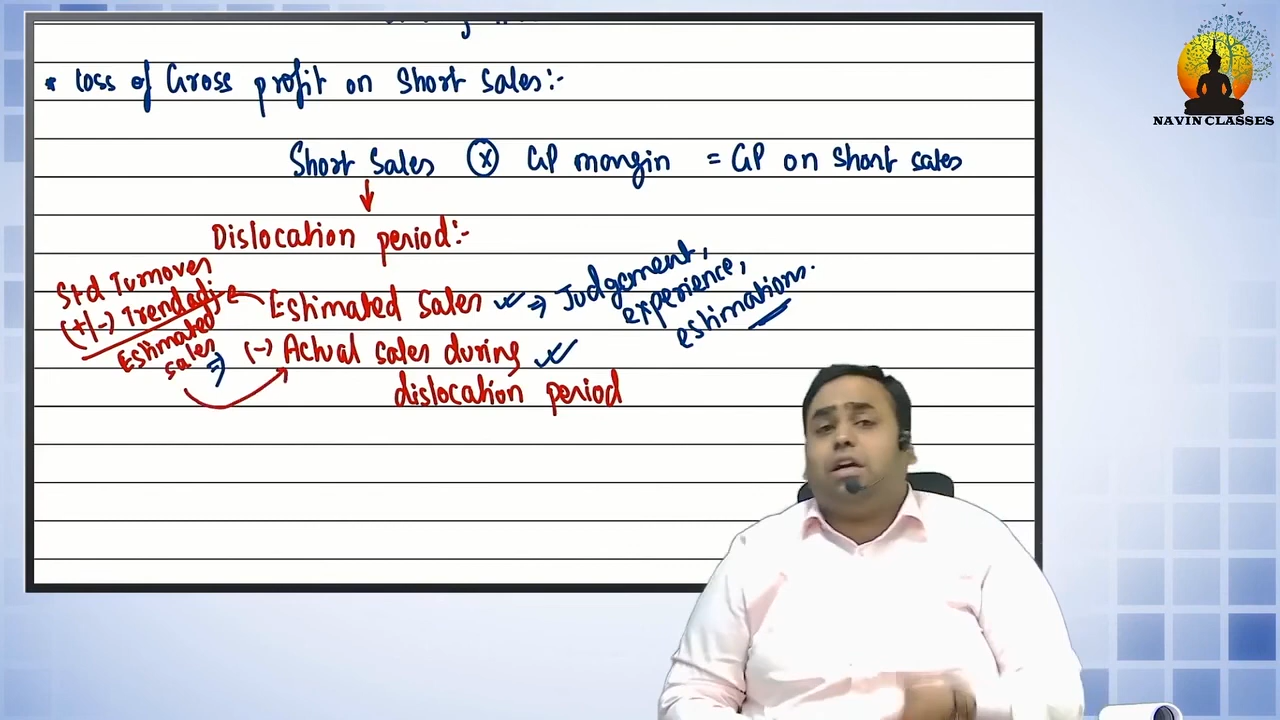 * Loss of Gross profit on Short Sales:-
Short Sales (x) GP margin = GP on Short sales
↓
Dislocation period:-
Std Turnover
(+/-) Trend adj
Estimated
sales ⇒
Estimated sales ✓ ⇒ Judgement,
experience,
estimations.
(-) Actual sales during ✓
dislocation period
NAVIN CLASSES